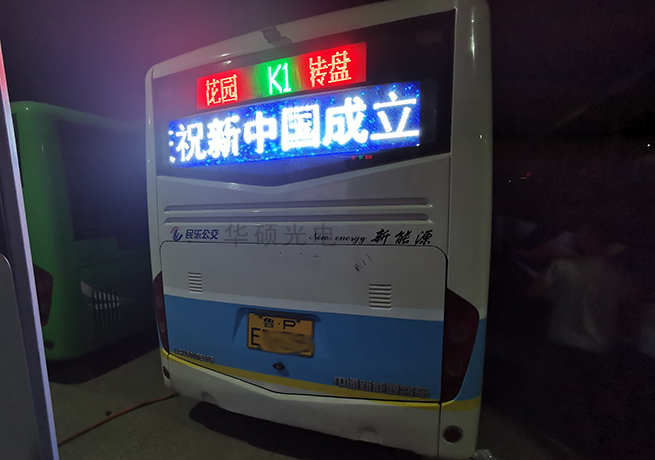 花园 K1 转盘
祝新中国成立
民乐公交 华硕光电 New energy 新能源
鲁·P
E